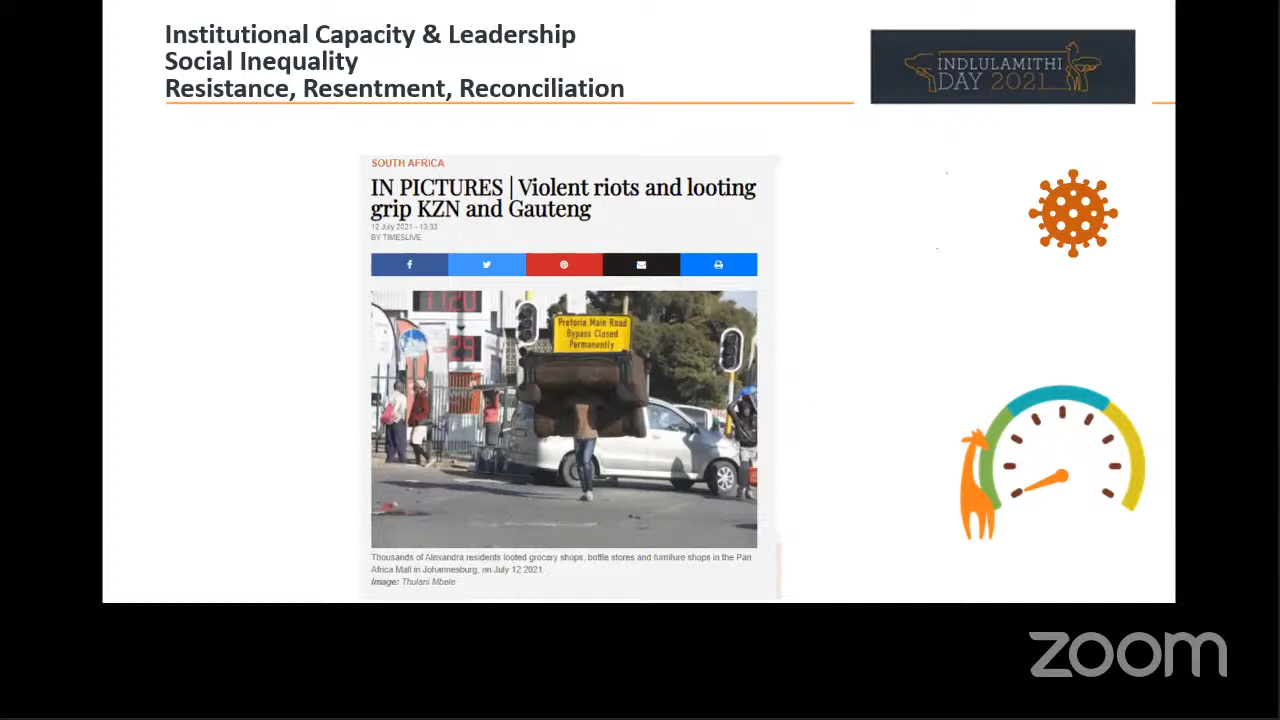 Institutional Capacity & Leadership
Social Inequality
Resistance, Resentment, Reconciliation
INDLULAMITHI
DAY 2021
SOUTH AFRICA
IN PICTURES | Violent riots and looting
grip KZN and Gauteng
12 July 2021 - 13:33
BY TIMESLIVE
Pretoria Main Road
Bypass Closed
Permanently
Thousands of Alexandra residents looted grocery shops, bottle stores and furniture shops in the Pan
Africa Mall in Johannesburg, on July 12 2021.
Image: Thulani Mbele
zoom